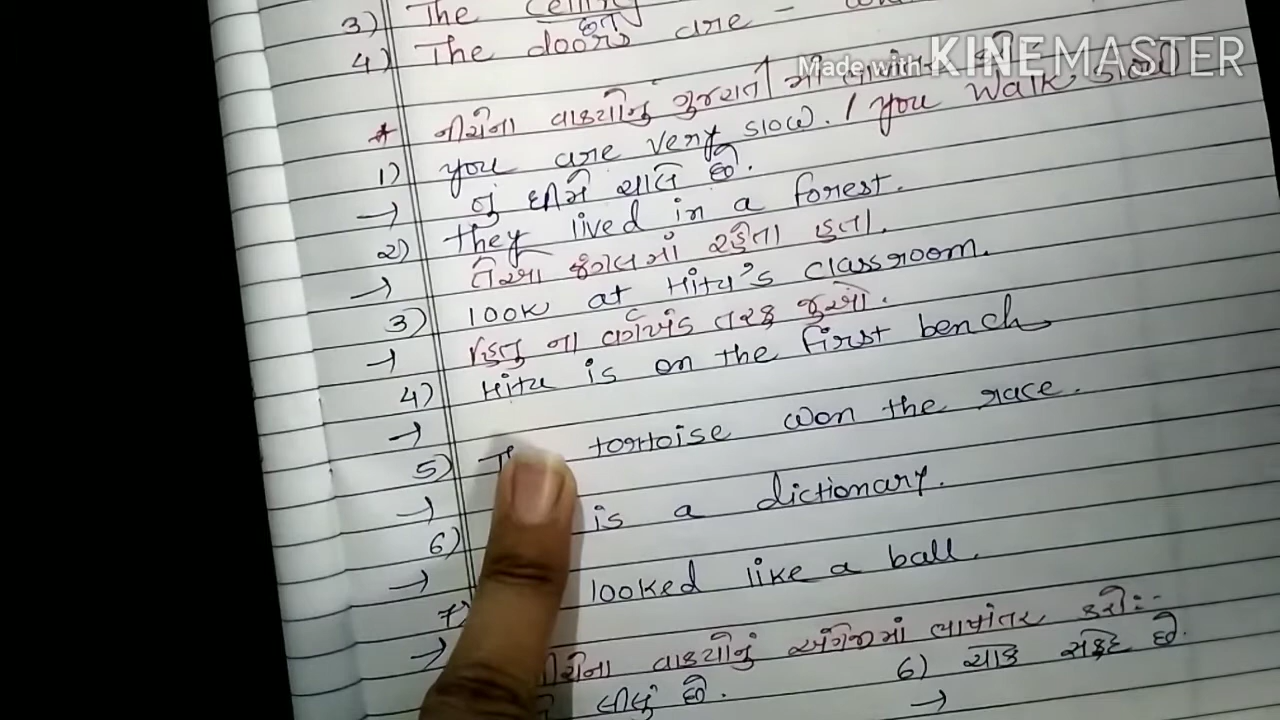 3) The
4) The doors are -
Made with KINEMASTER
* નીચેના વાક્યોનું ગુજરાતી માં
1) you are very slow. / you walk slowly
→ તું ધીમે ચાલે છે.
2) they lived in a forest.
→ તેઓ જંગલમાં રહેતા હતા.
3) look at Hitu's classroom.
→ હિતુ ના વર્ગખંડ તરફ જુઓ.
4) Hitu is on the first bench
→
5) tortoise won the race.
→
6) is a dictionary.
→
7) looked like a ball.
→
નીચેના વાક્યોનું અંગ્રેજીમાં ભાષાંતર કરો:-
છે. 6) ચાક સફેદ છે.
→